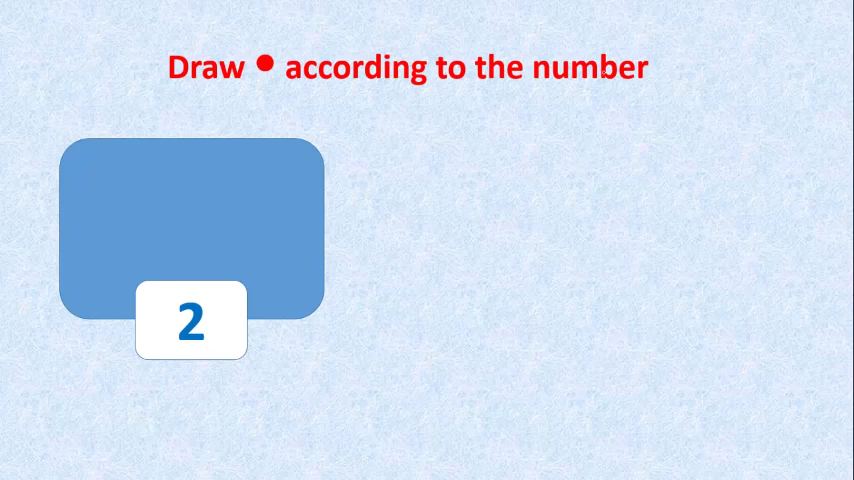 Draw ● according to the number
2